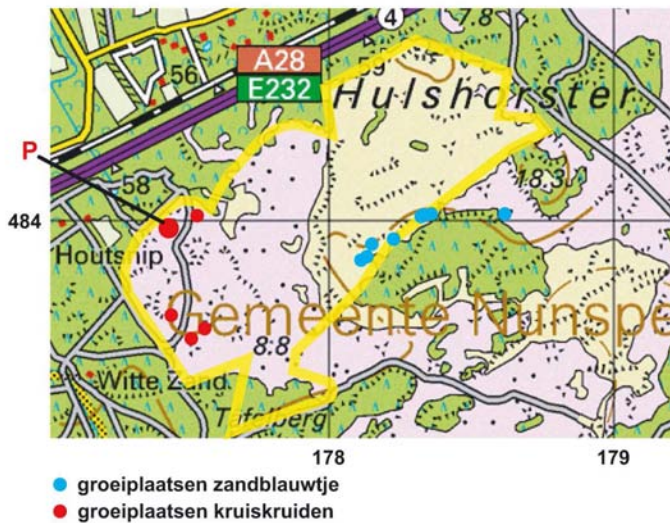 4
7.8
A28
56
59
E232
Hulshorster
P
58
18.3
484
Houtsnip
Gemeente Nunspe
8.8
Witte Zand
Tafelberg
178
179
groeiplaatsen zandblauwtje
groeiplaatsen kruiskruiden